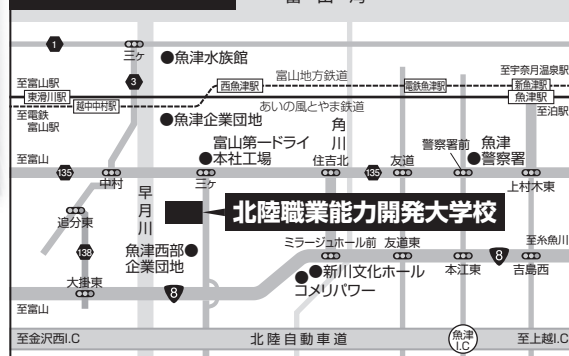 富山湾
1
三ケ
●魚津水族館
3
至富山駅
東滑川駅
越中中村駅
至電鉄
富山駅
西魚津駅
富山地方鉄道
電鉄魚津駅
至宇奈月温泉駅
新魚津駅
魚津駅
至泊駅
あいの風とやま鉄道
●魚津企業団地
富山第一ドライ
●本社工場
角川
住吉北
友道
警察署前
魚津
●警察署
至富山
135
中村
三ケ
135
上村木東
早月川
北陸職業能力開発大学校
追分東
138
大掛東
魚津西部●
企業団地
ミラージュホール前
友道東
本江東
8
至糸魚川
吉島西
●新川文化ホール
●コメリパワー
8
至富山
至金沢西I.C
北陸自動車道
魚津
I.C
至上越I.C